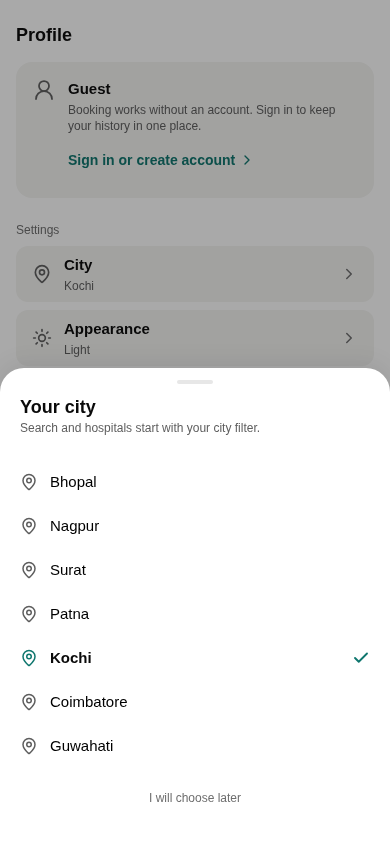 Profile
Guest
Booking works without an account. Sign in to keep
your history in one place.
Sign in or create account
Settings
City
Kochi
Appearance
Light
Your city
Search and hospitals start with your city filter.
Bhopal
Nagpur
Surat
Patna
Kochi
Coimbatore
Guwahati
I will choose later